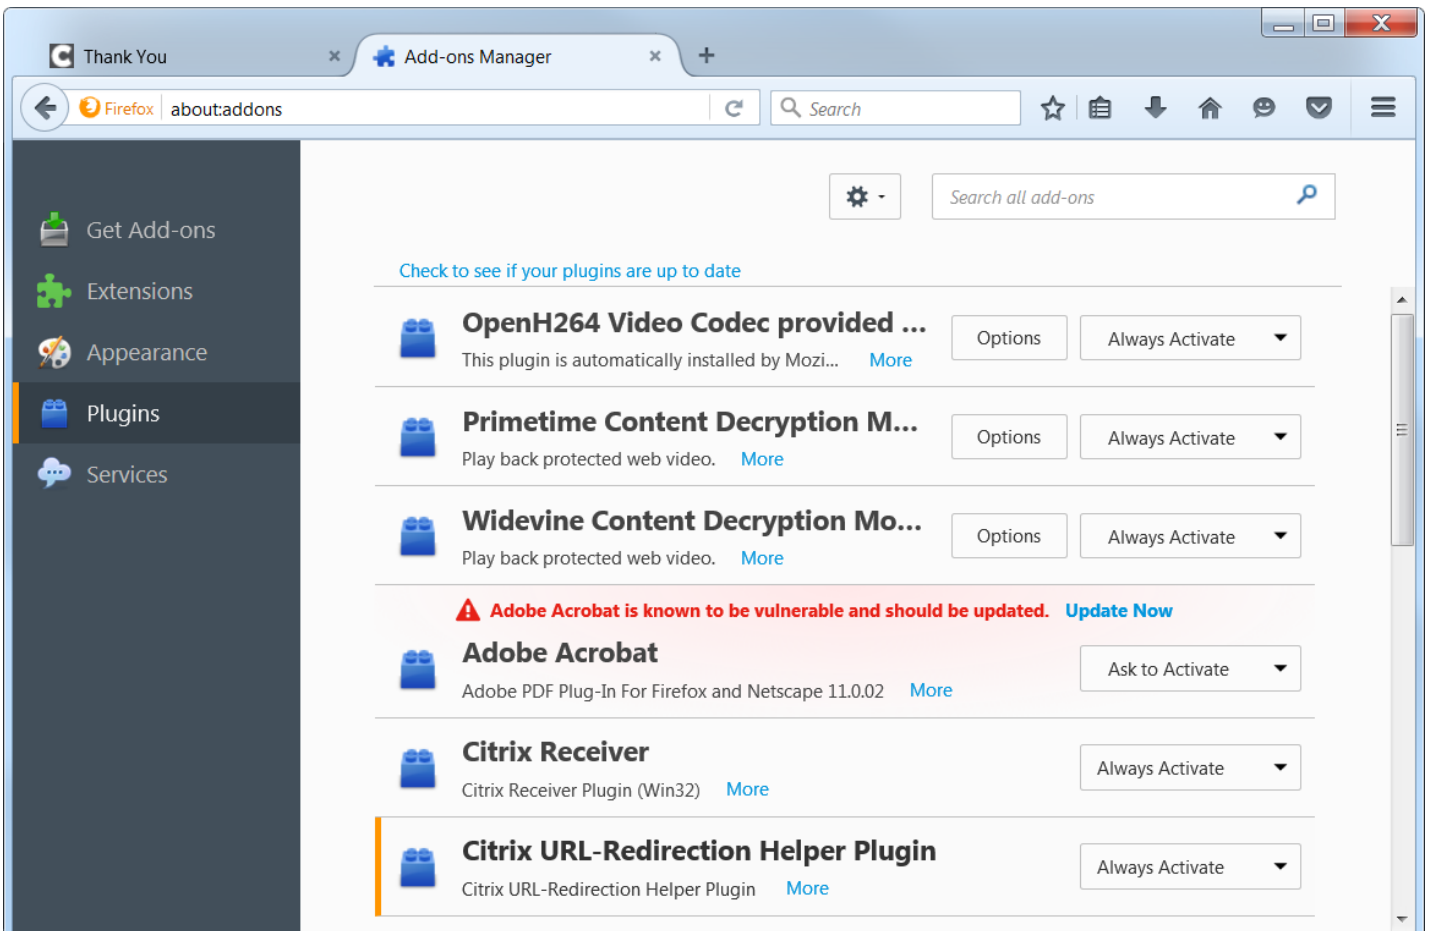 Thank You
Add-ons Manager
Firefox about:addons
Search
Search all add-ons
Get Add-ons
Extensions
Appearance
Plugins
Services
Check to see if your plugins are up to date
OpenH264 Video Codec provided ...
This plugin is automatically installed by Mozi... More
Options
Always Activate
Primetime Content Decryption M...
Play back protected web video. More
Options
Always Activate
Widevine Content Decryption Mo...
Play back protected web video. More
Options
Always Activate
Adobe Acrobat is known to be vulnerable and should be updated. Update Now
Adobe Acrobat
Adobe PDF Plug-In For Firefox and Netscape 11.0.02 More
Ask to Activate
Citrix Receiver
Citrix Receiver Plugin (Win32) More
Always Activate
Citrix URL-Redirection Helper Plugin
Citrix URL-Redirection Helper Plugin More
Always Activate